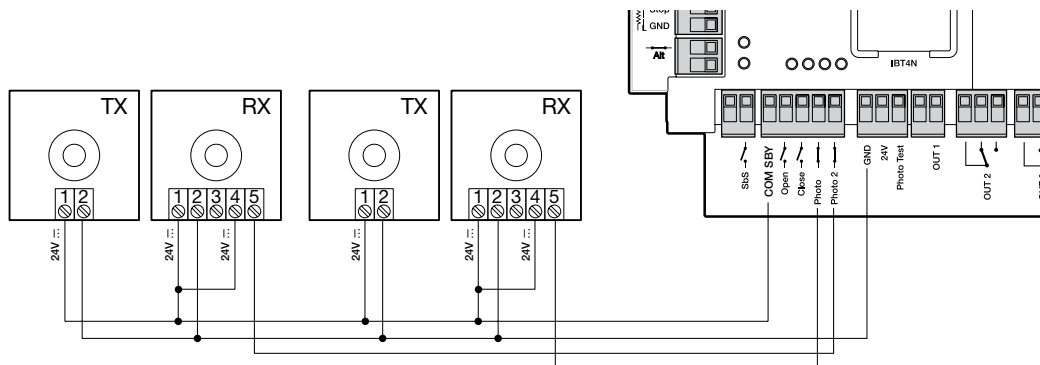 Stop
GND
Alt
IBT4N
TX
RX
TX
RX
1 2
1 2 3 4 5
1 2
1 2 3 4 5
24V
24V
24V
24V
24V
24V
SbS
COM SBY
Open
Close
Photo
Photo 2
GND
24V
Photo Test
OUT 1
OUT 2